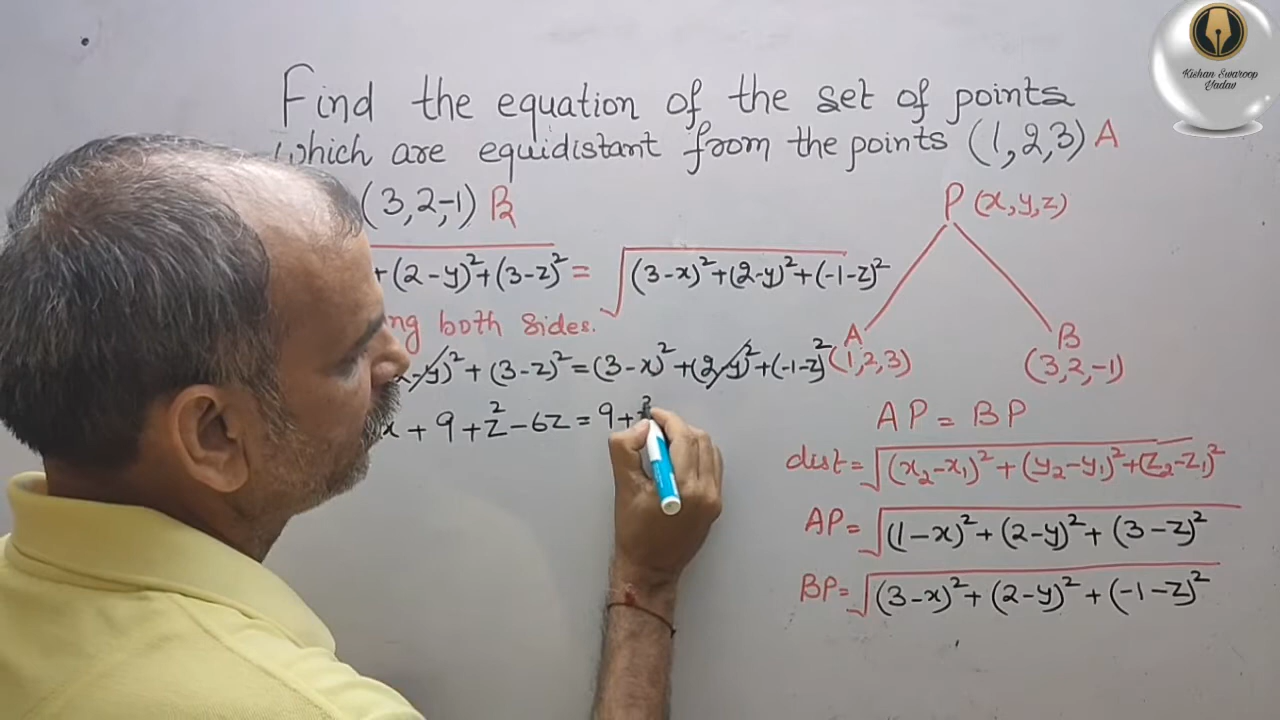 Find the equation of the set of points
which are equidistant from the points (1,2,3) A
(3,2,-1) B
P (x,y,z)
+(2-y)²+(3-z)² = √(3-x)²+(2-y)²+(-1-z)²
ng both sides.
-y)² + (3-z)² = (3-x)² + (2-y)² + (-1-z)²
x + 9 + z² - 6z = 9 +
A
(1,2,3)
B
(3,2,-1)
AP = BP
dist = √(x₂-x₁)² + (y₂-y₁)² + (z₂-z₁)²
AP = √(1-x)² + (2-y)² + (3-z)²
BP = √(3-x)² + (2-y)² + (-1-z)²
Kishan Swaroop
Yadav